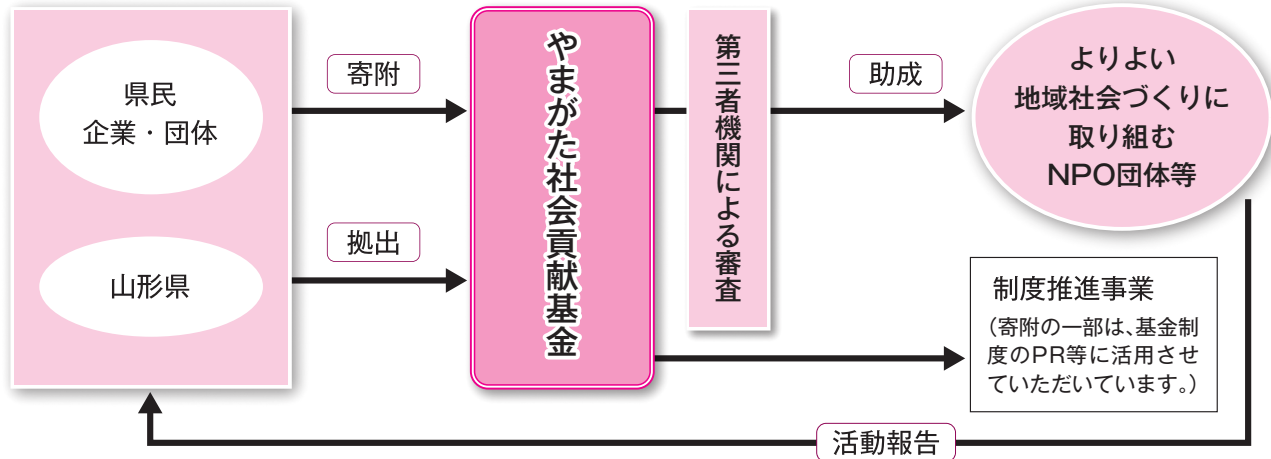 県民
企業・団体
山形県
寄附
拠出
やまがた社会貢献基金
第三者機関による審査
助成
よりよい
地域社会づくりに
取り組む
NPO団体等
制度推進事業
（寄附の一部は、基金制
度のPR等に活用させ
ていただいています。）
活動報告